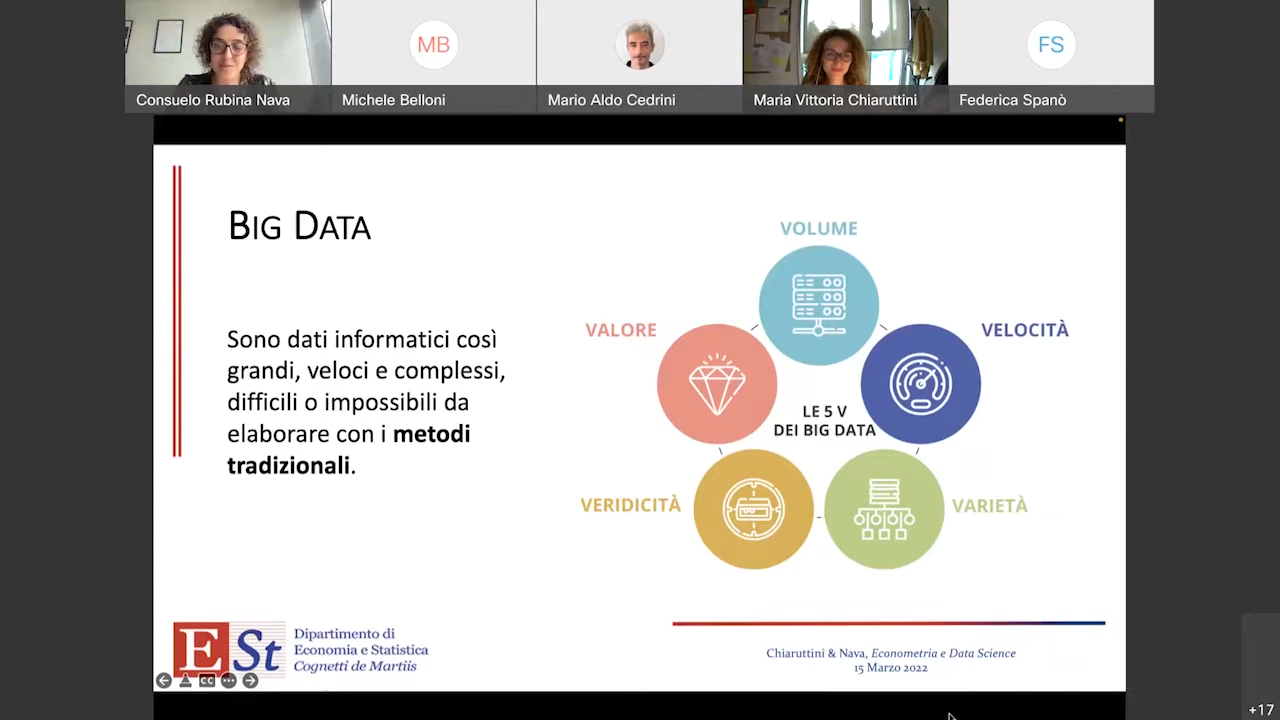 MB
FS
Consuelo Rubina Nava
Michele Belloni
Mario Aldo Cedrini
Maria Vittoria Chiaruttini
Federica Spanò
BIG DATA
Sono dati informatici così
grandi, veloci e complessi,
difficili o impossibili da
elaborare con i metodi
tradizionali.
VOLUME
VALORE
VELOCITÀ
LE 5 V
DEI BIG DATA
VERIDICITÀ
VARIETÀ
ESt
Dipartimento di
Economia e Statistica
Cognetti de Martiis
CC
Chiaruttini & Nava, Econometria e Data Science
15 Marzo 2022
+17